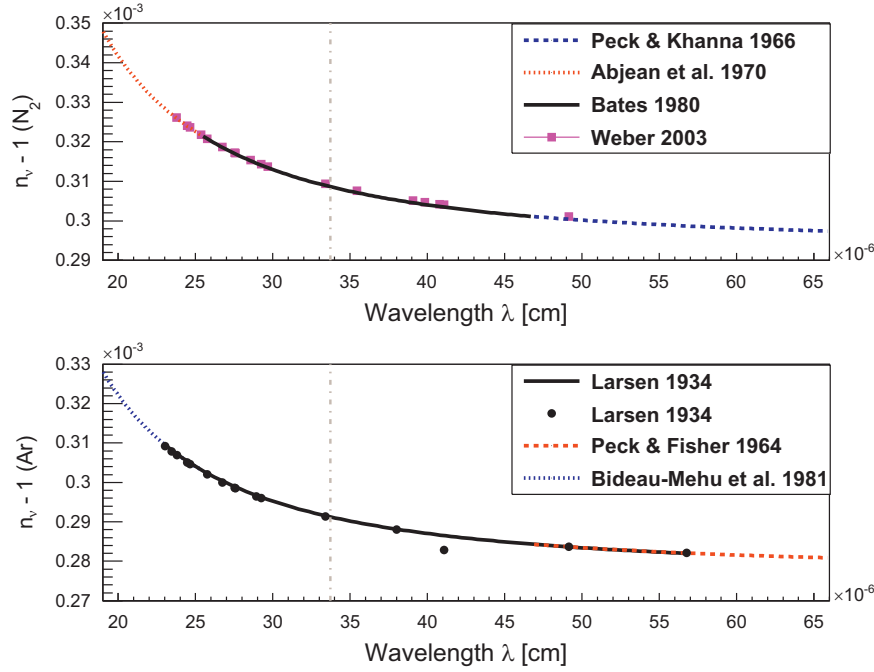 ×10⁻³
0.35
0.34
0.33
0.32
0.31
0.3
0.29
nᵥ - 1 (N₂)
Peck & Khanna 1966
Abjean et al. 1970
Bates 1980
Weber 2003
20 25 30 35 40 45 50 55 60 65
×10⁻⁶
Wavelength λ [cm]
×10⁻³
0.33
0.32
0.31
0.3
0.29
0.28
0.27
nᵥ - 1 (Ar)
Larsen 1934
Larsen 1934
Peck & Fisher 1964
Bideau-Mehu et al. 1981
20 25 30 35 40 45 50 55 60 65
×10⁻⁶
Wavelength λ [cm]